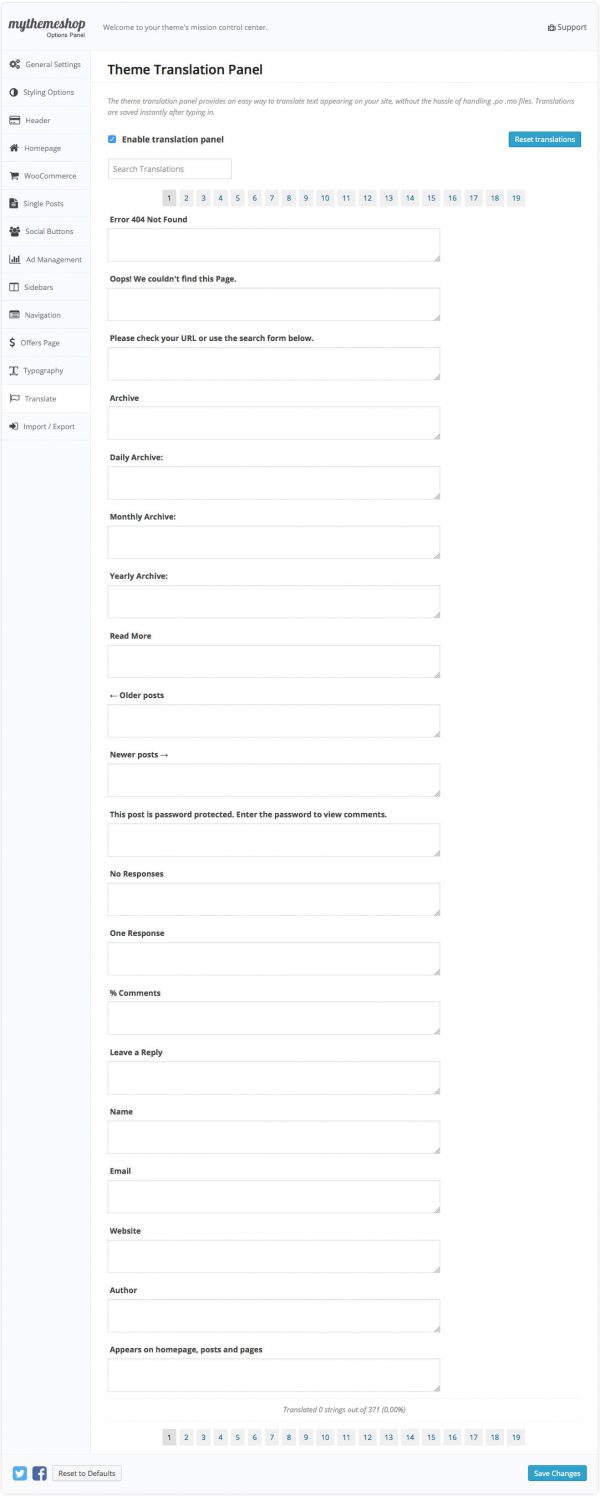 mythemeshop
Options Panel
Welcome to your theme's mission control center.
Support
General Settings
Styling Options
Header
Homepage
WooCommerce
Single Posts
Social Buttons
Ad Management
Sidebars
Navigation
Offers Page
Typography
Translate
Import / Export
Theme Translation Panel
The theme translation panel provides an easy way to translate text appearing on your site, without the hassle of handling .po .mo files. Translations
are saved instantly after typing in.
Enable translation panel
Reset translations
Search Translations
1 2 3 4 5 6 7 8 9 10 11 12 13 14 15 16 17 18 19
Error 404 Not Found
Oops! We couldn't find this Page.
Please check your URL or use the search form below.
Archive
Daily Archive:
Monthly Archive:
Yearly Archive:
Read More
← Older posts
Newer posts →
This post is password protected. Enter the password to view comments.
No Responses
One Response
% Comments
Leave a Reply
Name
Email
Website
Author
Appears on homepage, posts and pages
Translated 0 strings out of 371 (0.00%)
1 2 3 4 5 6 7 8 9 10 11 12 13 14 15 16 17 18 19
Reset to Defaults
Save Changes